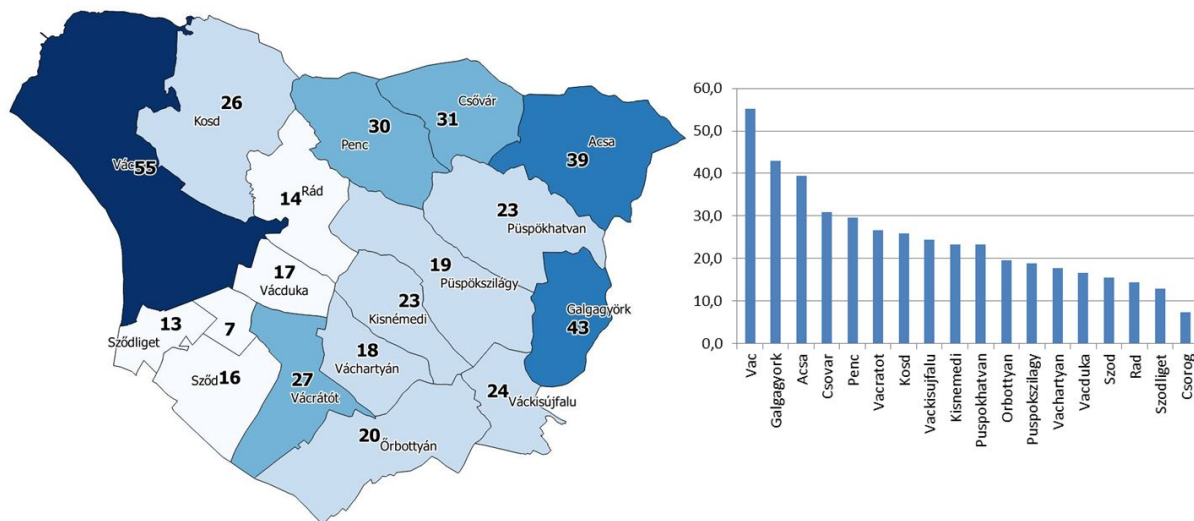 26
Kosd
Vác 55
30
Penc
Csővár
31
Acsa
39
14 Rád
23
Püspökhatvan
17
Vácduka
19
Püspökszilágy
23
Kisnémedi
Galgagyörk
43
13
Sződliget
7
Sződ 16
27
Vácrátót
18
Váchartyán
24
Váckisújfalu
20 Őrbottyán
60,0
50,0
40,0
30,0
20,0
10,0
0,0
Vac
Galgagyork
Acsa
Csovar
Penc
Vacratot
Kosd
Vackisujfalu
Kisnemedi
Puspokhatvan
Orbottyan
Puspokszilagy
Vachartyan
Vacduka
Szod
Rad
Szodliget
Csorog